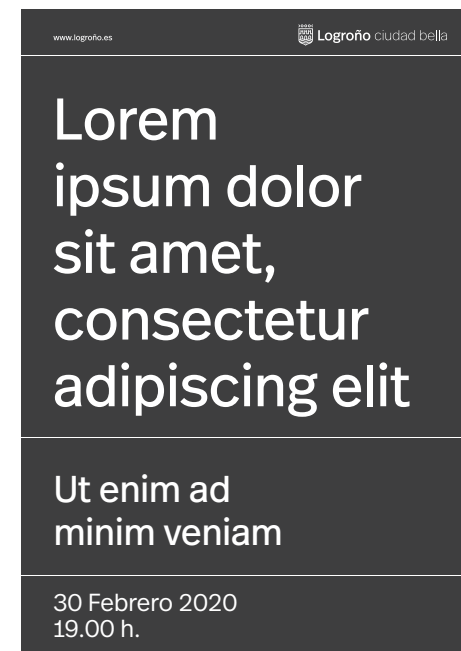 www.logroño.es
Logroño ciudad bella
Lorem
ipsum dolor
sit amet,
consectetur
adipiscing elit
Ut enim ad
minim veniam
30 Febrero 2020
19.00 h.